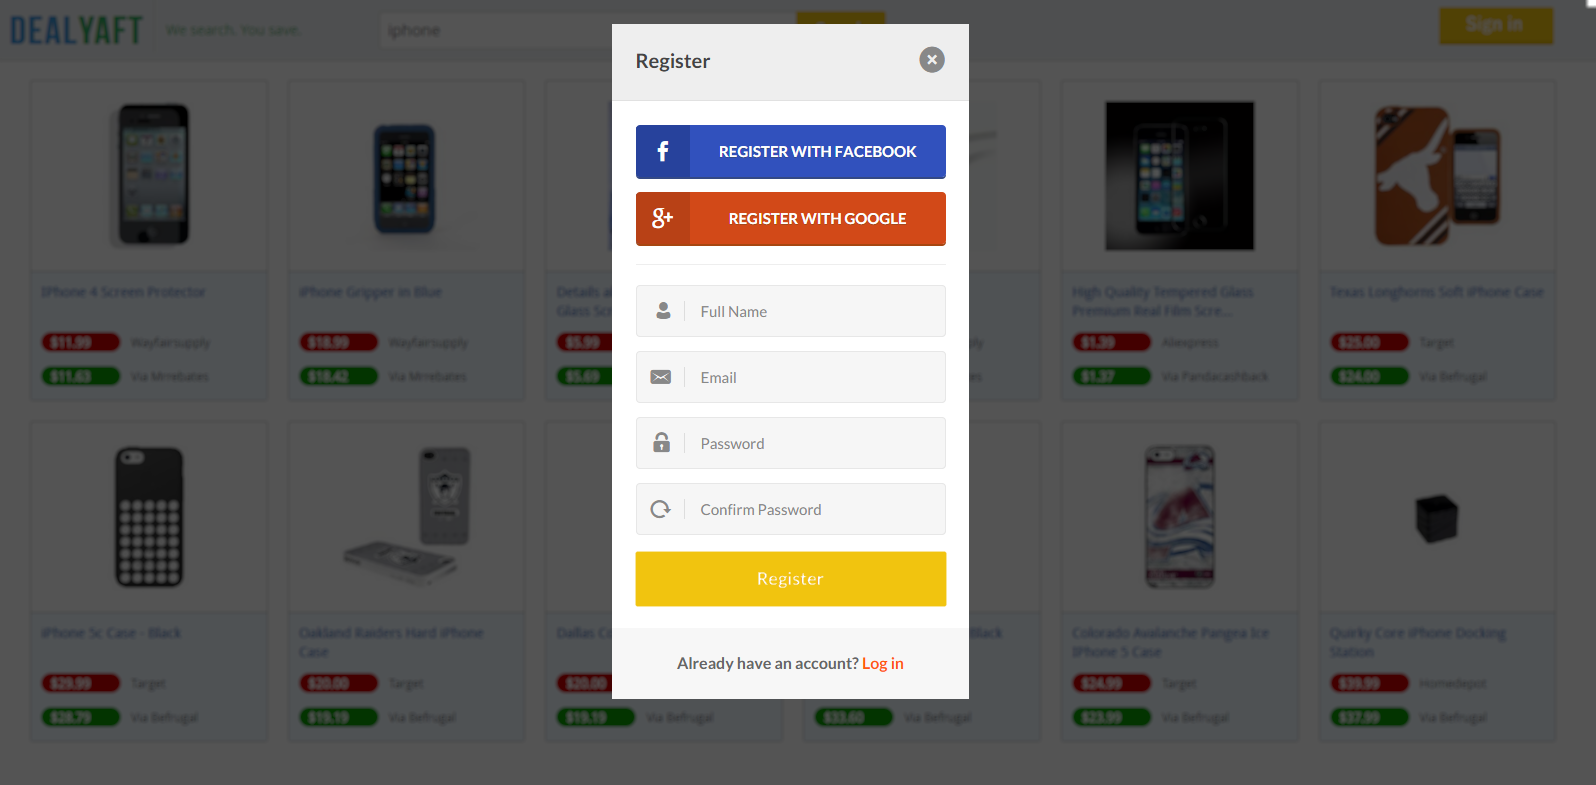 DEALYAFT
We search. You save.
iphone
Sign in
Register
REGISTER WITH FACEBOOK
REGISTER WITH GOOGLE
Full Name
Email
Password
Confirm Password
Register
Already have an account? Log in
IPhone 4 Screen Protector
$11.99 Wayfairsupply
$11.63 Via Mrrebates
iPhone Gripper in Blue
$18.99 Wayfairsupply
$18.42 Via Mrrebates
Details
Glass
$5.99
$5.69
High Quality Tempered Glass
Premium Real Film Scre...
$1.39 Aliexpress
$1.37 Via Pandacashback
Texas Longhorns Soft iPhone Case
$25.00 Target
$24.00 Via Befrugal
iPhone 5c Case - Black
$29.99 Target
$28.79 Via Befrugal
Oakland Raiders Hard iPhone
Case
$20.00 Target
$19.19 Via Befrugal
Dallas
$20.00
$19.19 Via Befrugal
Black
$33.60 Via Befrugal
Colorado Avalanche Pangea Ice
IPhone 5 Case
$24.99 Target
$23.99 Via Befrugal
Quirky Core iPhone Docking
Station
$39.99 Homedepot
$37.99 Via Befrugal